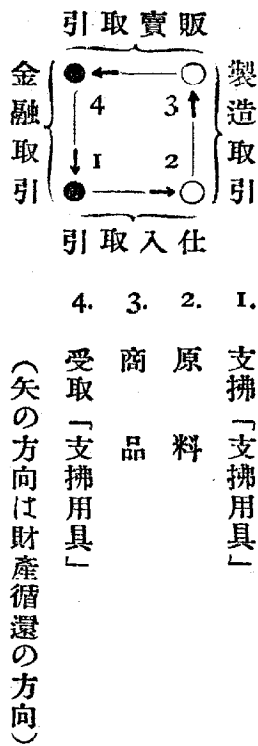 販賣取引
製造取引
金融取引
仕入取引
4
3
1
2
1. 支拂「支拂用具」
2. 原料
3. 商品
4. 受取「支拂用具」
(矢の方向は財產循還の方向)